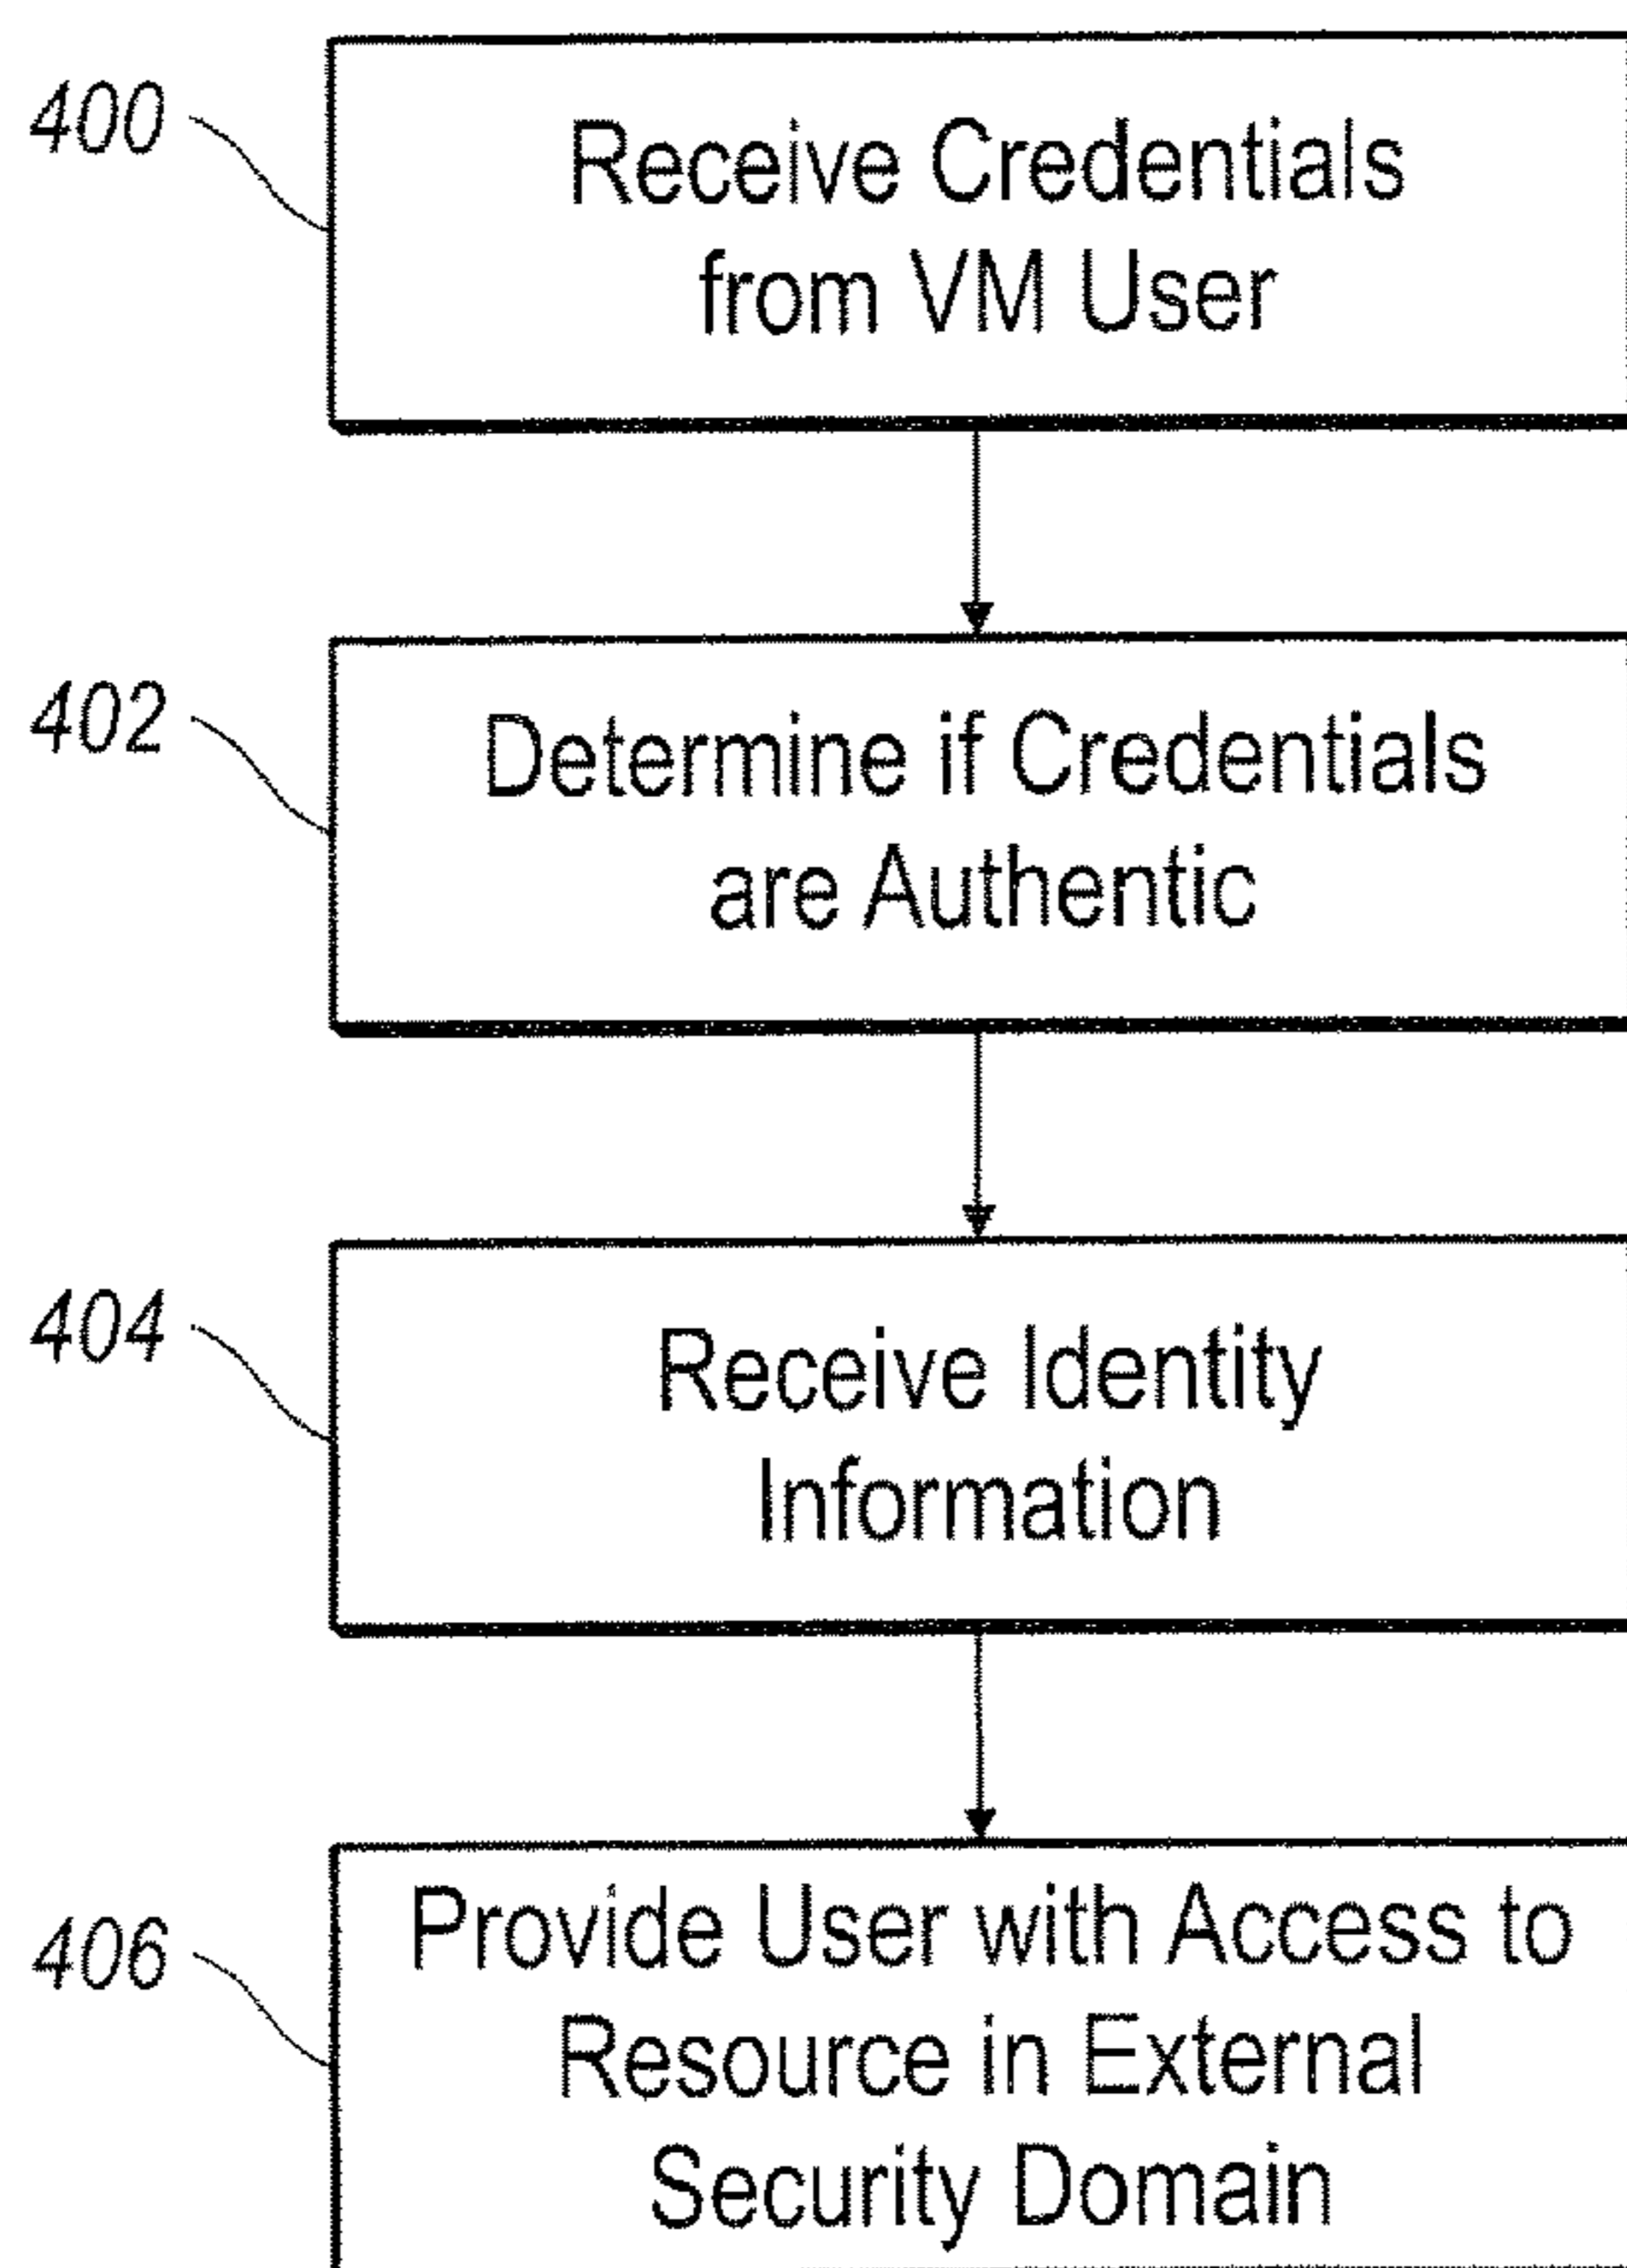 400
Receive Credentials
from VM User
402
Determine if Credentials
are Authentic
404
Receive Identity
Information
406
Provide User with Access to
Resource in External
Security Domain